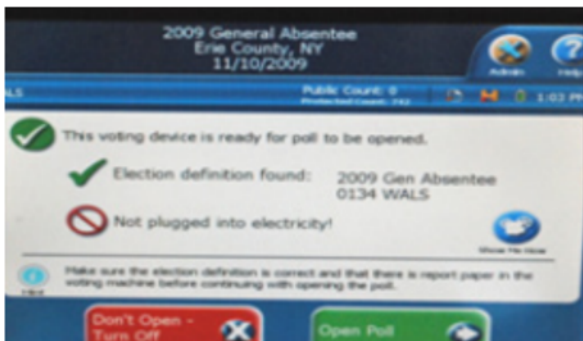 2009 General Absentee
Erie County, NY
11/10/2009
Admin
Help
ALS
Public Count: 0
Protected Count: 742
1:03 PM
This voting device is ready for poll to be opened.
Election definition found:
2009 Gen Absentee
0134 WALS
Not plugged into electricity!
Show Me How
Hint
Make sure the election definition is correct and that there is report paper in the
voting machine before continuing with opening the poll.
Don't Open -
Turn Off
Open Poll